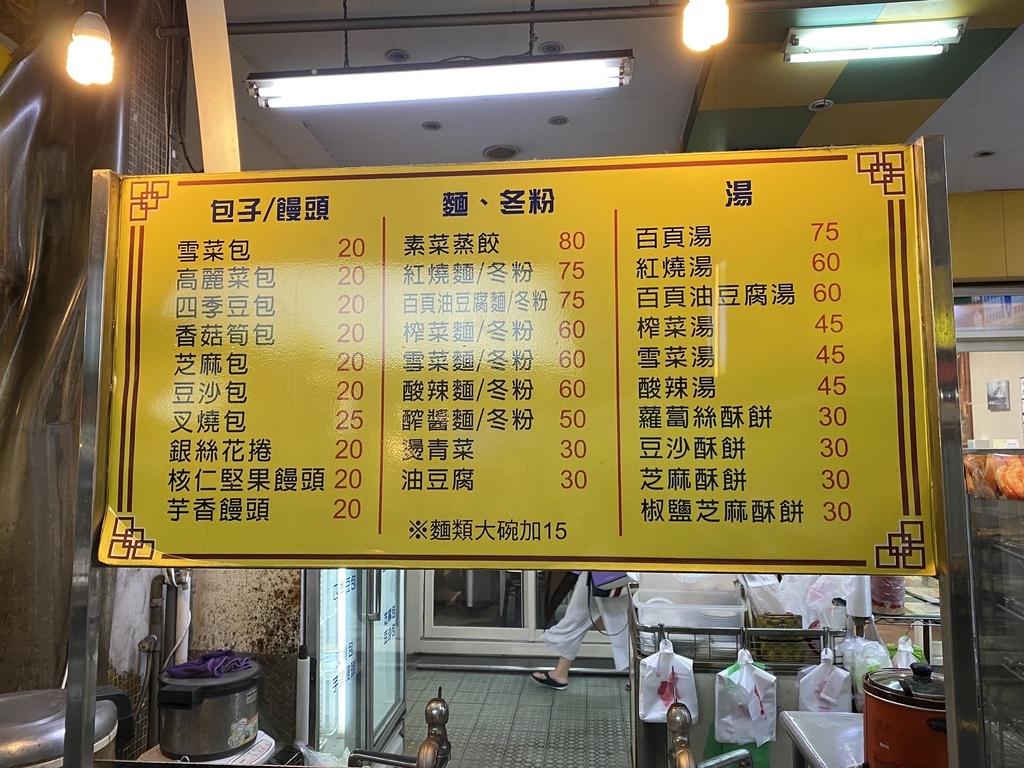 包子/饅頭
雪菜包 20
高麗菜包 20
四季豆包 20
香菇筍包 20
芝麻包 20
豆沙包 20
叉燒包 25
銀絲花捲 20
核仁堅果饅頭 20
芋香饅頭 20
麵、冬粉
素菜蒸餃 80
紅燒麵/冬粉 75
百頁油豆腐麵/冬粉 75
榨菜麵/冬粉 60
雪菜麵/冬粉 60
酸辣麵/冬粉 60
醡醬麵/冬粉 50
燙青菜 30
油豆腐 30
※麵類大碗加15
湯
百頁湯 75
紅燒湯 60
百頁油豆腐湯 60
榨菜湯 45
雪菜湯 45
酸辣湯 45
蘿蔔絲酥餅 30
豆沙酥餅 30
芝麻酥餅 30
椒鹽芝麻酥餅 30